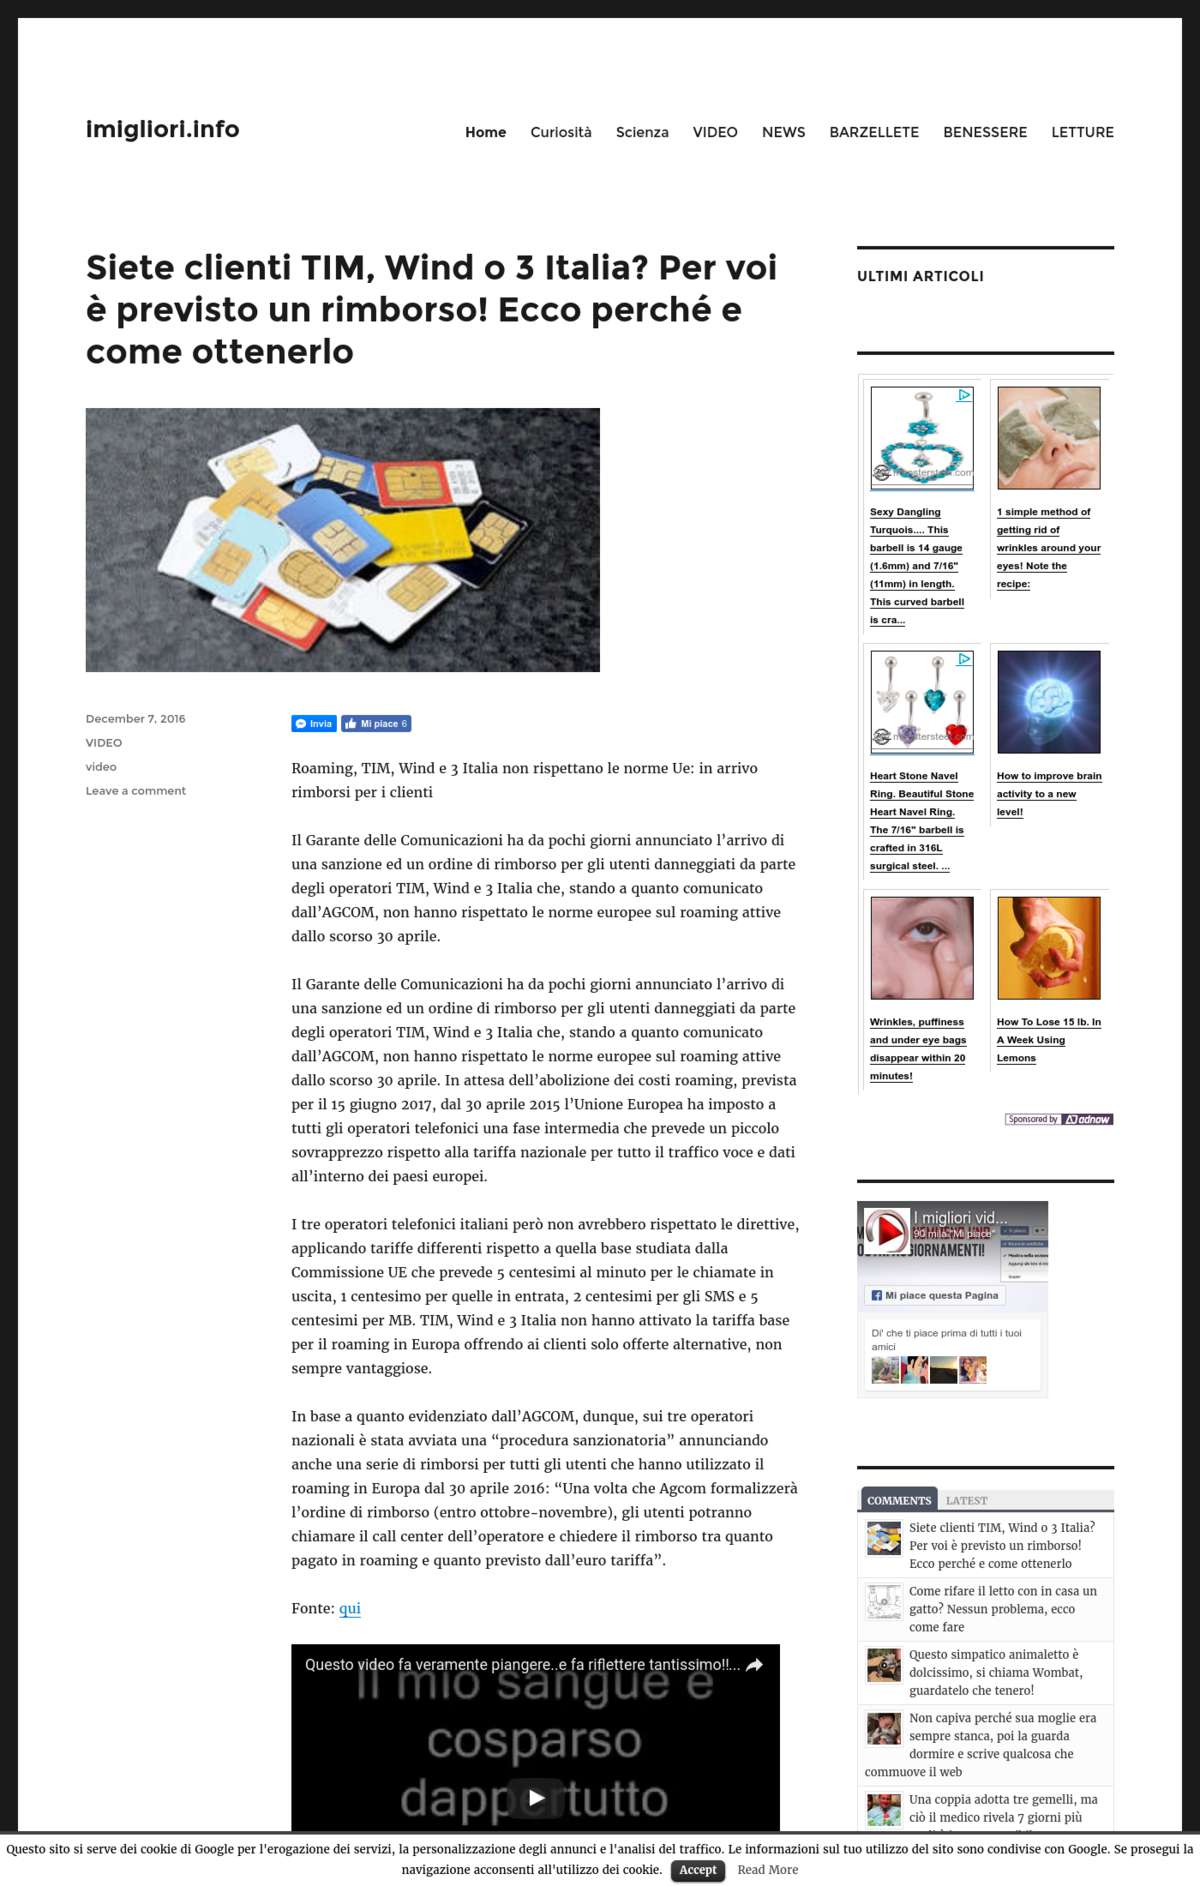 imigliori.info
Home Curiosità Scienza VIDEO NEWS BARZELLETE BENESSERE LETTURE
Siete clienti TIM, Wind o 3 Italia? Per voi
è previsto un rimborso! Ecco perché e
come ottenerlo
December 7, 2016
VIDEO
video
Leave a comment
Invia
Mi piace 6
Roaming, TIM, Wind e 3 Italia non rispettano le norme Ue: in arrivo
rimborsi per i clienti
Il Garante delle Comunicazioni ha da pochi giorni annunciato l’arrivo di
una sanzione ed un ordine di rimborso per gli utenti danneggiati da parte
degli operatori TIM, Wind e 3 Italia che, stando a quanto comunicato
dall’AGCOM, non hanno rispettato le norme europee sul roaming attive
dallo scorso 30 aprile.
Il Garante delle Comunicazioni ha da pochi giorni annunciato l’arrivo di
una sanzione ed un ordine di rimborso per gli utenti danneggiati da parte
degli operatori TIM, Wind e 3 Italia che, stando a quanto comunicato
dall’AGCOM, non hanno rispettato le norme europee sul roaming attive
dallo scorso 30 aprile. In attesa dell’abolizione dei costi roaming, prevista
per il 15 giugno 2017, dal 30 aprile 2015 l’Unione Europea ha imposto a
tutti gli operatori telefonici una fase intermedia che prevede un piccolo
sovrapprezzo rispetto alla tariffa nazionale per tutto il traffico voce e dati
all’interno dei paesi europei.
I tre operatori telefonici italiani però non avrebbero rispettato le direttive,
applicando tariffe differenti rispetto a quella base studiata dalla
Commissione UE che prevede 5 centesimi al minuto per le chiamate in
uscita, 1 centesimo per quelle in entrata, 2 centesimi per gli SMS e 5
centesimi per MB. TIM, Wind e 3 Italia non hanno attivato la tariffa base
per il roaming in Europa offrendo ai clienti solo offerte alternative, non
sempre vantaggiose.
In base a quanto evidenziato dall’AGCOM, dunque, sui tre operatori
nazionali è stata avviata una “procedura sanzionatoria” annunciando
anche una serie di rimborsi per tutti gli utenti che hanno utilizzato il
roaming in Europa dal 30 aprile 2016: “Una volta che Agcom formalizzerà
l’ordine di rimborso (entro ottobre-novembre), gli utenti potranno
chiamare il call center dell’operatore e chiedere il rimborso tra quanto
pagato in roaming e quanto previsto dall’euro tariffa”.
Fonte: qui
Questo video fa veramente piangere..e fa riflettere tantissimo!!...
Il mio sangue e
cosparso
dappertutto
ULTIMI ARTICOLI
Sexy Dangling
Turquois.... This
barbell is 14 gauge
(1.6mm) and 7/16"
(11mm) in length.
This curved barbell
is cra...
1 simple method of
getting rid of
wrinkles around your
eyes! Note the
recipe:
Heart Stone Navel
Ring. Beautiful Stone
Heart Navel Ring.
The 7/16" barbell is
crafted in 316L
surgical steel. ...
How to improve brain
activity to a new
level!
Wrinkles, puffiness
and under eye bags
disappear within 20
minutes!
How To Lose 15 lb. In
A Week Using
Lemons
Sponsored by adnow
I migliori vid...
90 mila "Mi piace"
Mi piace questa Pagina
Di' che ti piace prima di tutti i tuoi
amici
COMMENTS LATEST
Siete clienti TIM, Wind o 3 Italia?
Per voi è previsto un rimborso!
Ecco perché e come ottenerlo
Come rifare il letto con in casa un
gatto? Nessun problema, ecco
come fare
Questo simpatico animaletto è
dolcissimo, si chiama Wombat,
guardatelo che tenero!
Non capiva perché sua moglie era
sempre stanca, poi la guarda
dormire e scrive qualcosa che
commuove il web
Una coppia adotta tre gemelli, ma
ciò il medico rivela 7 giorni più
Questo sito si serve dei cookie di Google per l'erogazione dei servizi, la personalizzazione degli annunci e l'analisi del traffico. Le informazioni sul tuo utilizzo del sito sono condivise con Google. Se prosegui la
navigazione acconsenti all'utilizzo dei cookie. Accept Read More